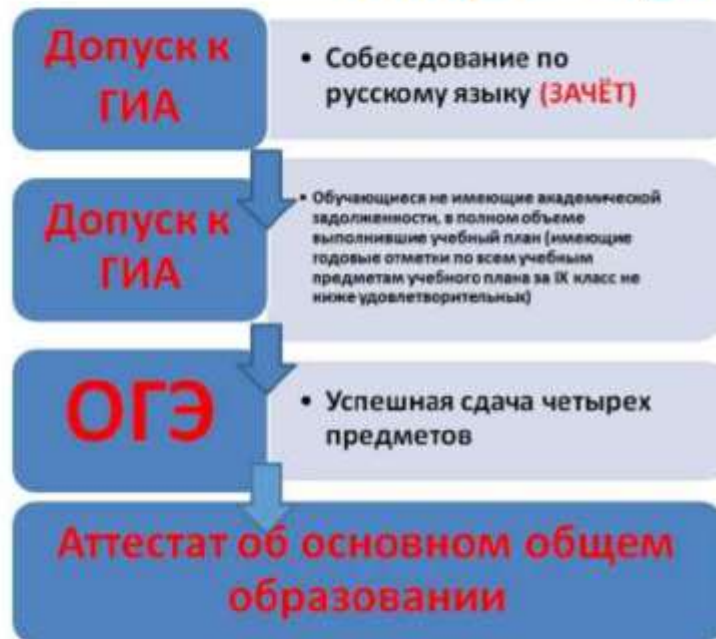 Допуск к
ГИА
• Собеседование по
русскому языку (ЗАЧЁТ)
Допуск к
ГИА
• Обучающиеся не имеющие академической
задолженности, в полном объеме
выполнившие учебный план (имеющие
годовые отметки по всем учебным
предметам учебного плана за IX класс не
ниже удовлетворительных)
ОГЭ
• Успешная сдача четырех
предметов
Аттестат об основном общем
образовании